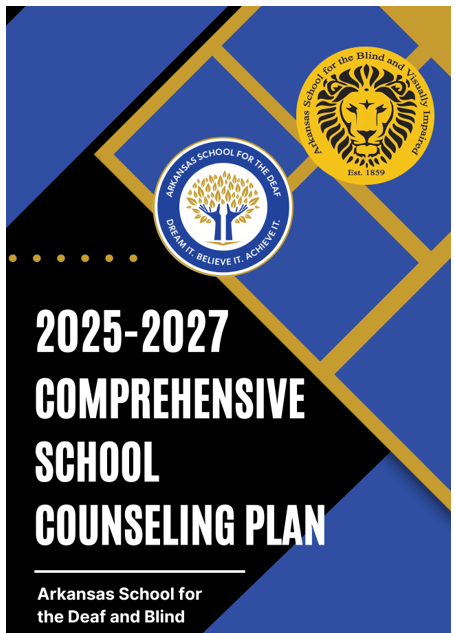 Arkansas School for the Blind and Visually Impaired
Est. 1859
ARKANSAS SCHOOL FOR THE DEAF
DREAM IT. BELIEVE IT. ACHIEVE IT.
2025-2027
COMPREHENSIVE
SCHOOL
COUNSELING PLAN
Arkansas School for
the Deaf and Blind